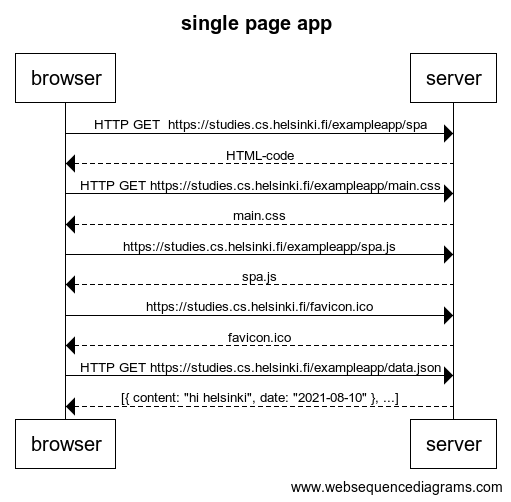 single page app
browser
server
HTTP GET  https://studies.cs.helsinki.fi/exampleapp/spa
HTML-code
HTTP GET https://studies.cs.helsinki.fi/exampleapp/main.css
main.css
https://studies.cs.helsinki.fi/exampleapp/spa.js
spa.js
https://studies.cs.helsinki.fi/favicon.ico
favicon.ico
HTTP GET https://studies.cs.helsinki.fi/exampleapp/data.json
[{ content: "hi helsinki", date: "2021-08-10" }, ...]
browser
server
www.websequencediagrams.com